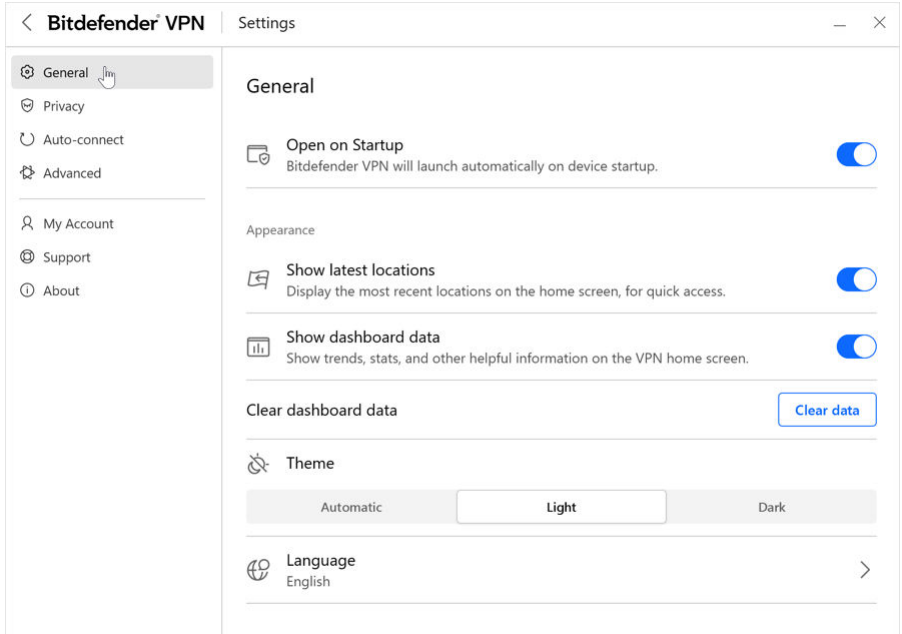 Bitdefender VPN
Settings
General
Privacy
Auto-connect
Advanced
My Account
Support
About
General
Open on Startup
Bitdefender VPN will launch automatically on device startup.
Appearance
Show latest locations
Display the most recent locations on the home screen, for quick access.
Show dashboard data
Show trends, stats, and other helpful information on the VPN home screen.
Clear dashboard data
Clear data
Theme
Automatic
Light
Dark
Language
English